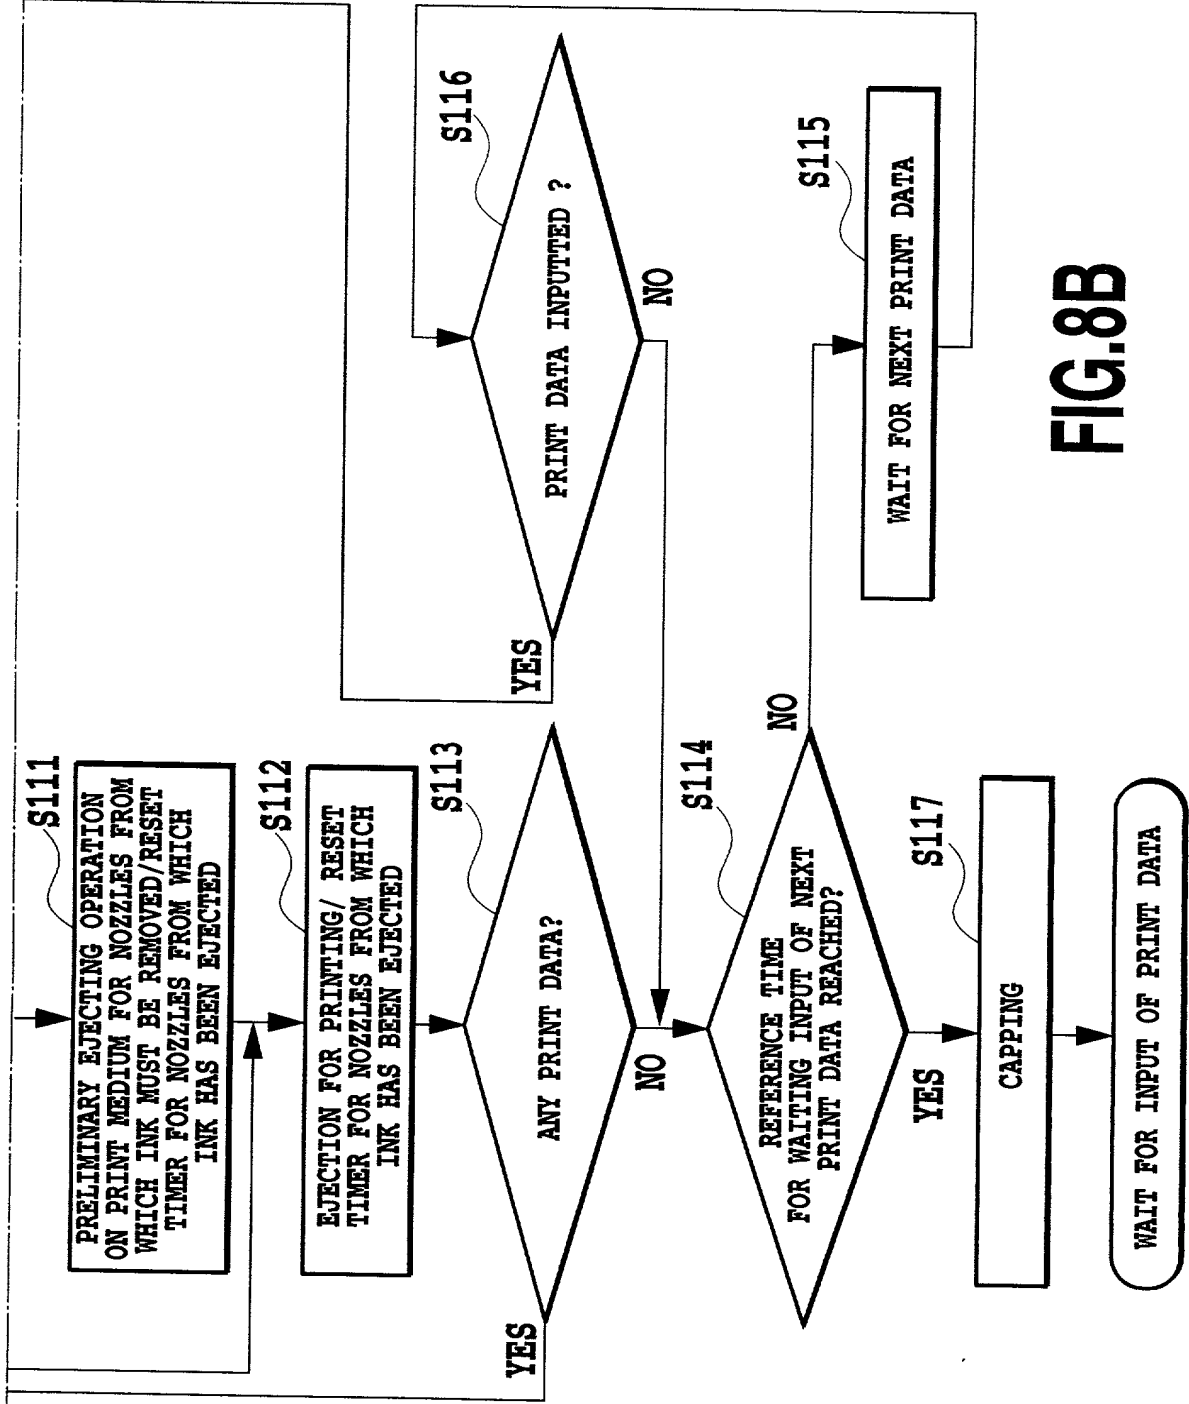 S111
PRELIMINARY EJECTING OPERATION
ON PRINT MEDIUM FOR NOZZLES FROM
WHICH INK MUST BE REMOVED/RESET
TIMER FOR NOZZLES FROM WHICH
INK HAS BEEN EJECTED
S112
EJECTION FOR PRINTING/ RESET
TIMER FOR NOZZLES FROM WHICH
INK HAS BEEN EJECTED
S113
ANY PRINT DATA?
YES
NO
S116
PRINT DATA INPUTTED ?
YES
NO
S114
REFERENCE TIME
FOR WAITING INPUT OF NEXT
PRINT DATA REACHED?
NO
YES
S115
WAIT FOR NEXT PRINT DATA
S117
CAPPING
WAIT FOR INPUT OF PRINT DATA
FIG.8B